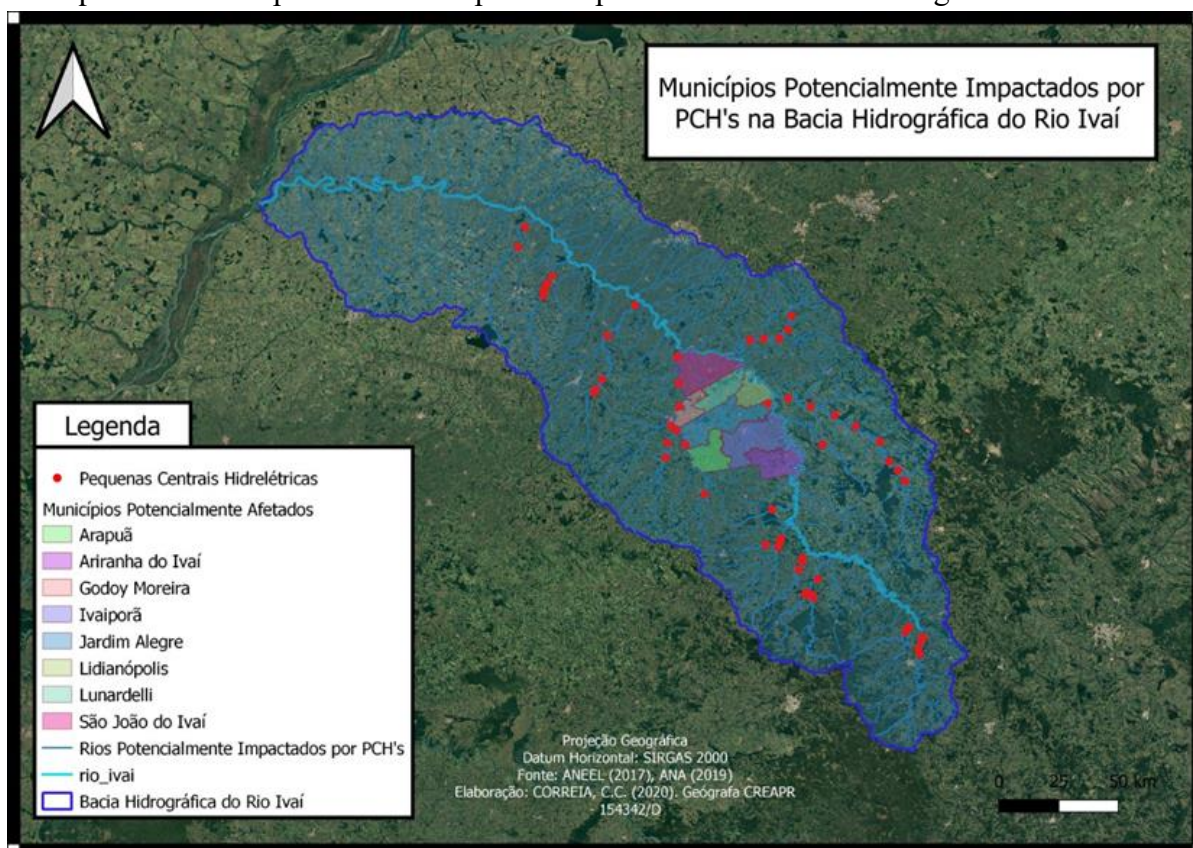 Municípios Potencialmente Impactados por
PCH's na Bacia Hidrográfica do Rio Ivaí
Legenda
Pequenas Centrais Hidrelétricas
Municípios Potencialmente Afetados
Arapuã
Ariranha do Ivaí
Godoy Moreira
Ivaiporã
Jardim Alegre
Lidianópolis
Lunardelli
São João do Ivaí
Rios Potencialmente Impactados por PCH's
rio_ivai
Bacia Hidrográfica do Rio Ivaí
Projeção Geográfica
Datum Horizontal: SIRGAS 2000
Fonte: ANEEL (2017), ANA (2019)
Elaboração: CORREIA, C.C. (2020). Geógrafa CREAPR
- 154342/D
0 25 50 km